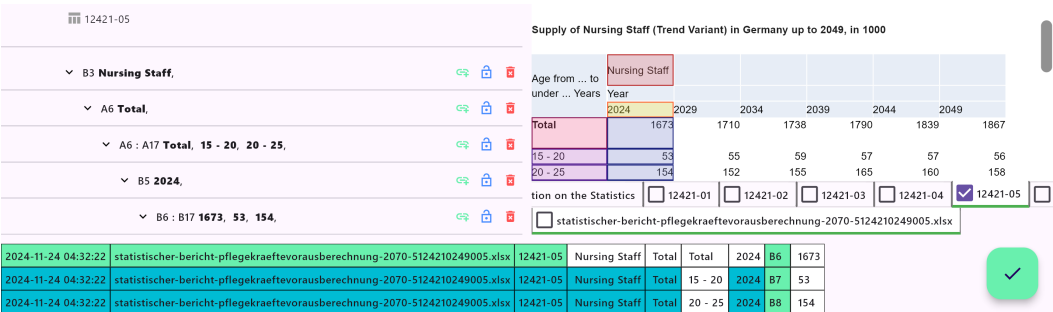 12421-05
B3 Nursing Staff,
A6 Total,
A6 : A17 Total, 15 - 20, 20 - 25,
B5 2024,
B6 : B17 1673, 53, 154,
Supply of Nursing Staff (Trend Variant) in Germany up to 2049, in 1000
Age from ... to under ... Years
Nursing Staff
Year
2024 2029 2034 2039 2044 2049
Total 1673 1710 1738 1790 1839 1867
15 - 20 53 55 59 57 57 56
20 - 25 154 152 155 165 160 158
tion on the Statistics 12421-01 12421-02 12421-03 12421-04 12421-05
statistischer-bericht-pflegekraeftevorausberechnung-2070-5124210249005.xlsx
2024-11-24 04:32:22 statistischer-bericht-pflegekraeftevorausberechnung-2070-5124210249005.xlsx 12421-05 Nursing Staff Total Total 2024 B6 1673
2024-11-24 04:32:22 statistischer-bericht-pflegekraeftevorausberechnung-2070-5124210249005.xlsx 12421-05 Nursing Staff Total 15 - 20 2024 B7 53
2024-11-24 04:32:22 statistischer-bericht-pflegekraeftevorausberechnung-2070-5124210249005.xlsx 12421-05 Nursing Staff Total 20 - 25 2024 B8 154